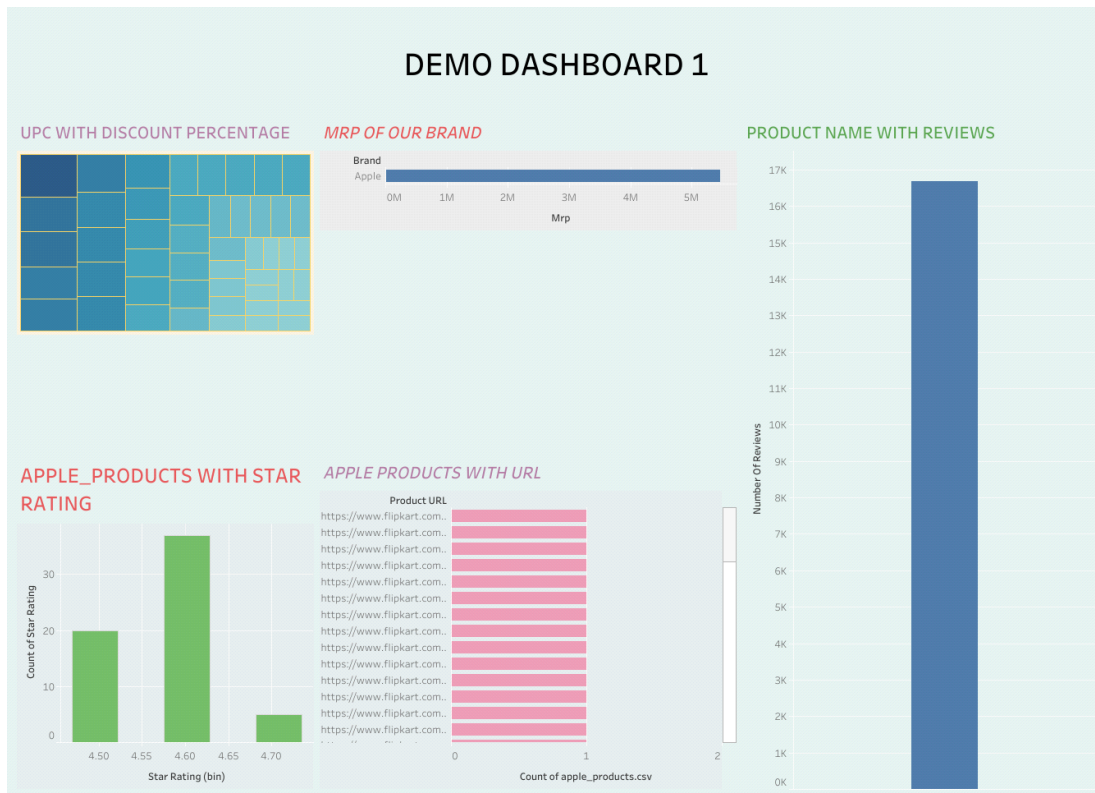 DEMO DASHBOARD 1
UPC WITH DISCOUNT PERCENTAGE
MRP OF OUR BRAND
Brand
Apple
0M 1M 2M 3M 4M 5M
Mrp
PRODUCT NAME WITH REVIEWS
17K
16K
15K
14K
13K
12K
11K
10K
9K
8K
7K
6K
5K
4K
3K
2K
1K
0K
Number Of Reviews
APPLE_PRODUCTS WITH STAR
RATING
30
20
10
0
Count of Star Rating
4.50 4.55 4.60 4.65 4.70
Star Rating (bin)
APPLE PRODUCTS WITH URL
Product URL
https://www.flipkart.com..
https://www.flipkart.com..
https://www.flipkart.com..
https://www.flipkart.com..
https://www.flipkart.com..
https://www.flipkart.com..
https://www.flipkart.com..
https://www.flipkart.com..
https://www.flipkart.com..
https://www.flipkart.com..
https://www.flipkart.com..
https://www.flipkart.com..
https://www.flipkart.com..
https://www.flipkart.com..
0 1 2
Count of apple_products.csv